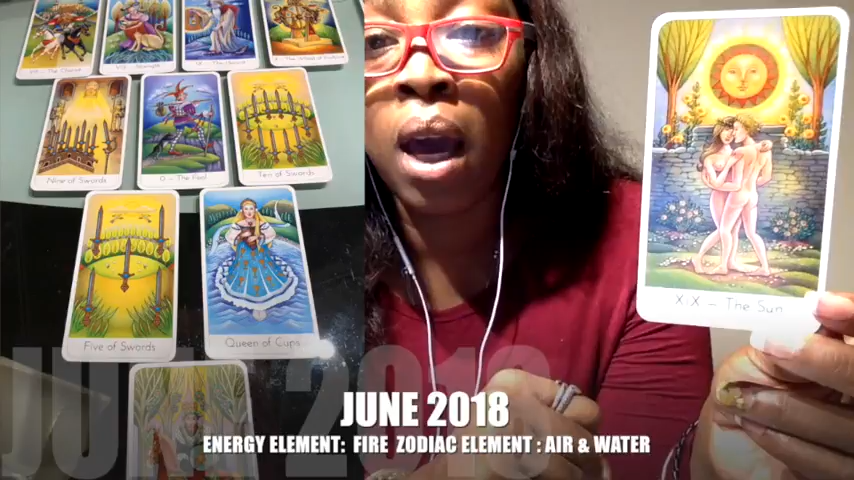 VII - The Chariot
VIII - Strength
IX - The Hermit
X - The Wheel of Fortune
Nine of Swords
0 - The Fool
Ten of Swords
Five of Swords
Queen of Cups
XIX - The Sun
JUNE 2018
JUNE 2018
ENERGY ELEMENT: FIRE ZODIAC ELEMENT : AIR & WATER